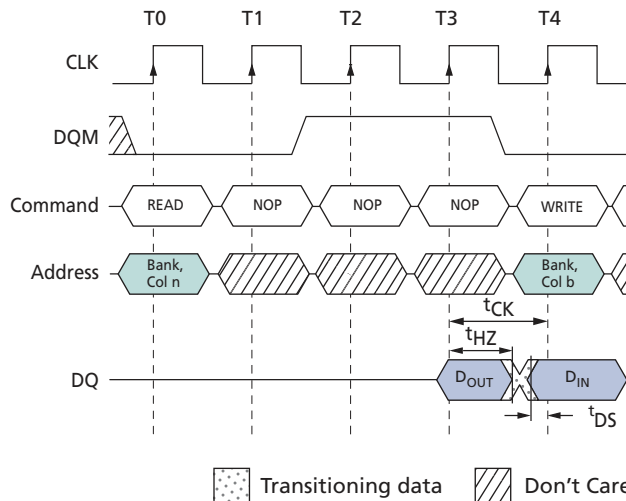 T0 T1 T2 T3 T4
CLK
DQM
Command READ NOP NOP NOP WRITE
Address Bank, Col n Bank, Col b
tCK
tHZ
DQ DOUT DIN
tDS
Transitioning data Don't Care